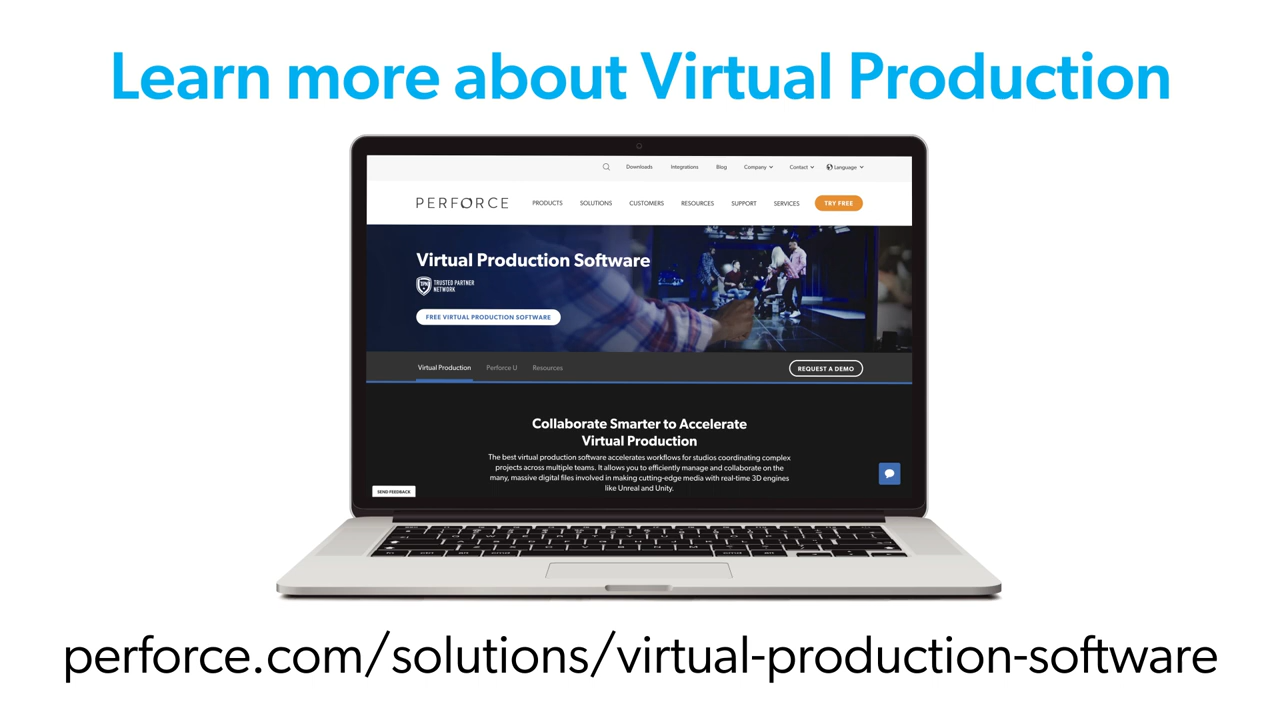 Learn more about Virtual Production
Downloads Integrations Blog Company Contact Language
PERFORCE PRODUCTS SOLUTIONS CUSTOMERS RESOURCES SUPPORT SERVICES TRY FREE
Virtual Production Software
TPN TRUSTED PARTNER
NETWORK
FREE VIRTUAL PRODUCTION SOFTWARE
Virtual Production Perforce U Resources REQUEST A DEMO
Collaborate Smarter to Accelerate
Virtual Production
The best virtual production software accelerates workflows for studios coordinating complex
projects across multiple teams. It allows you to efficiently manage and collaborate on the
many, massive digital files involved in making cutting-edge media with real-time 3D engines
like Unreal and Unity.
SEND FEEDBACK
perforce.com/solutions/virtual-production-software